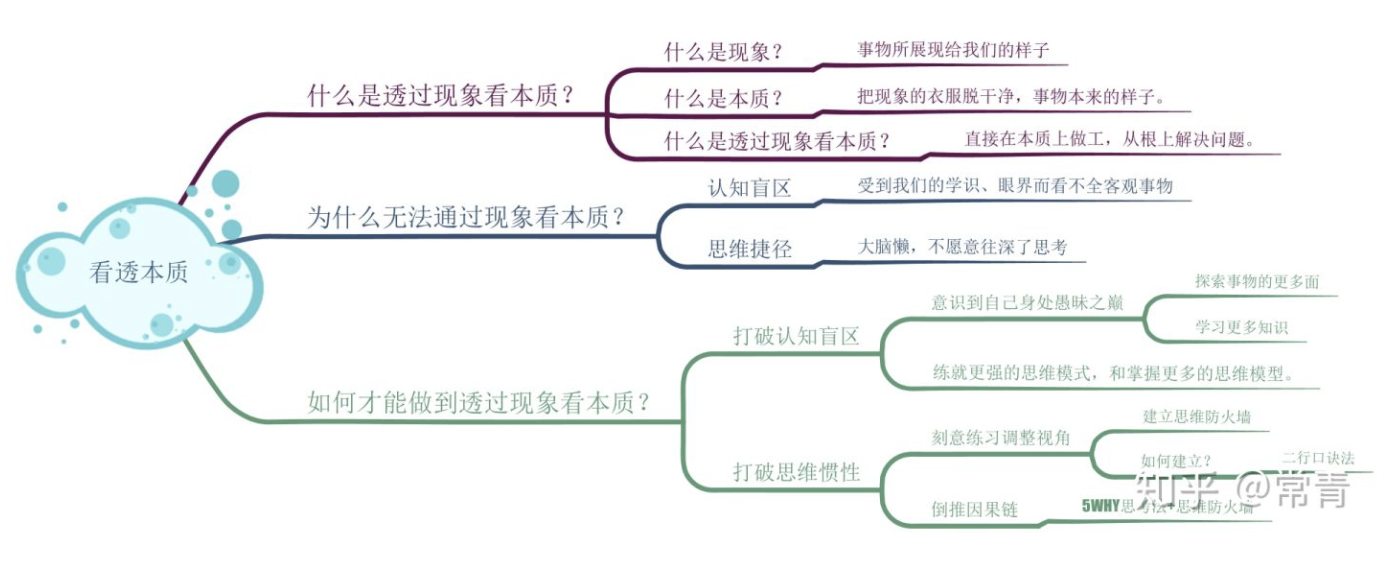 看透本质
什么是透过现象看本质？
什么是现象？
事物所展现给我们的样子
什么是本质？
把现象的衣服脱干净，事物本来的样子。
什么是透过现象看本质？
直接在本质上做工，从根上解决问题。
为什么无法通过现象看本质？
认知盲区
受到我们的学识、眼界而看不全客观事物
思维捷径
大脑懒，不愿意往深了思考
如何才能做到透过现象看本质？
打破认知盲区
意识到自己身处愚昧之巅
探索事物的更多面
学习更多知识
练就更强的思维模式，和掌握更多的思维模型。
打破思维惯性
刻意练习调整视角
建立思维防火墙
如何建立？
二行口诀法
倒推因果链
5WHY思考法+思维防火墙
知乎 @常青